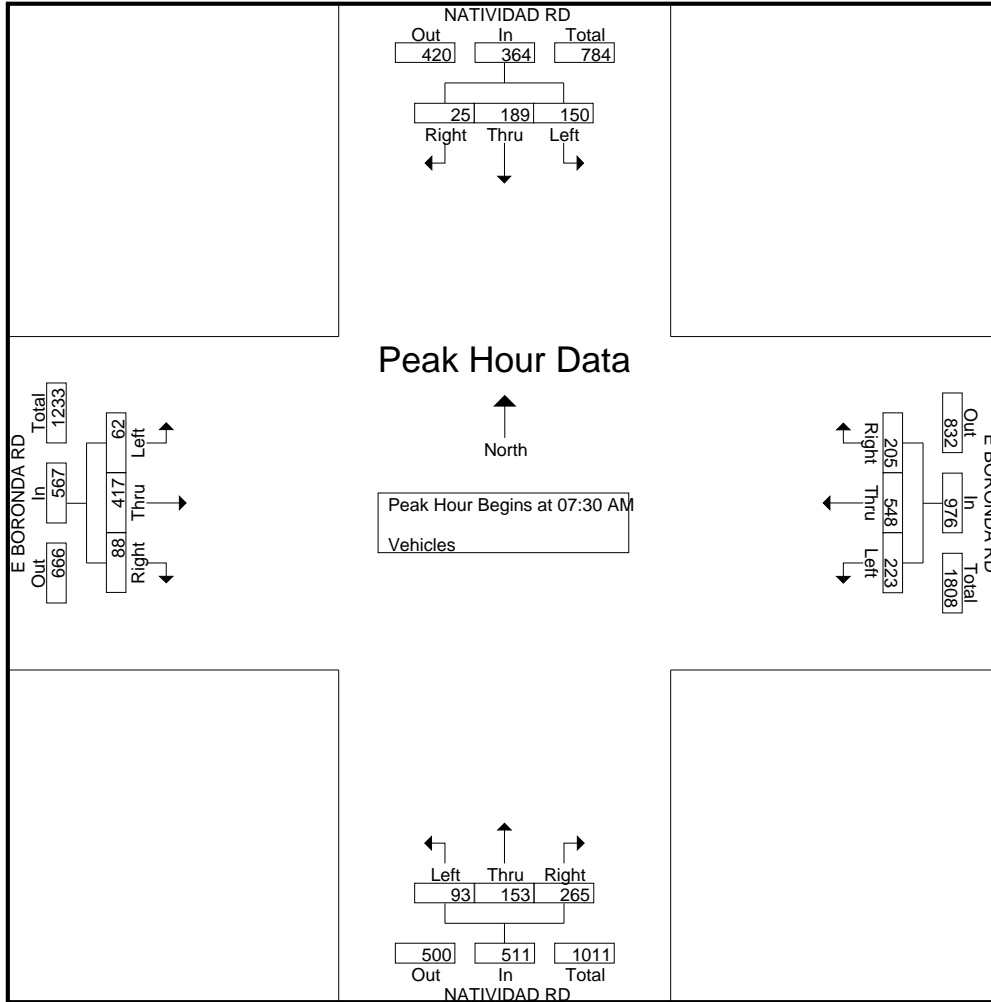 NATIVIDAD RD
Out In Total
420 364 784
25 189 150
Right Thru Left
Peak Hour Data
North
Peak Hour Begins at 07:30 AM
Vehicles
E BORONDA RD
Total In Out
1233 567 666
62 417 88
Left Thru Right
E BORONDA RD
Out In Total
832 976 1808
205 548 223
Right Thru Left
Left Thru Right
93 153 265
500 511 1011
Out In Total
NATIVIDAD RD